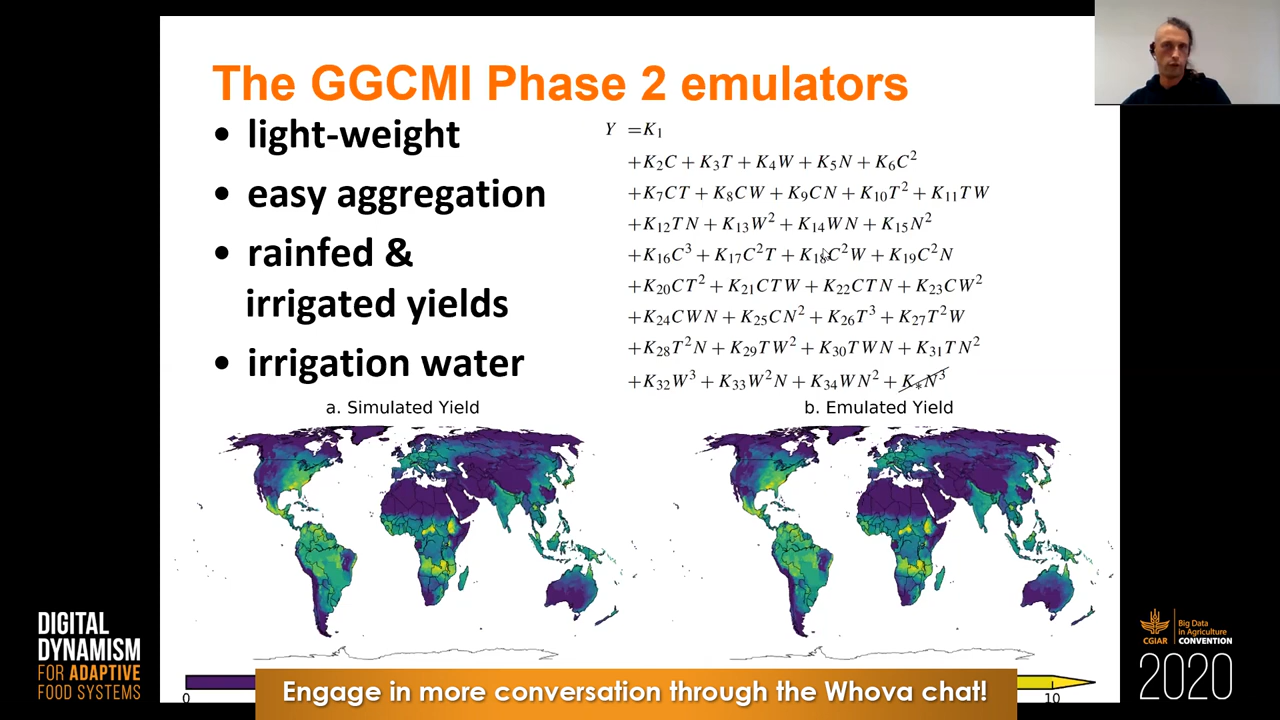 The GGCMI Phase 2 emulators
• light-weight
• easy aggregation
• rainfed &
irrigated yields
• irrigation water
Y =K₁
+K₂C + K₃T + K₄W + K₅N + K₆C²
+K₇CT + K₈CW + K₉CN + K₁₀T² + K₁₁TW
+K₁₂TN + K₁₃W² + K₁₄WN + K₁₅N²
+K₁₆C³ + K₁₇C²T + K₁₈C²W + K₁₉C²N
+K₂₀CT² + K₂₁CTW + K₂₂CTN + K₂₃CW²
+K₂₄CWN + K₂₅CN² + K₂₆T³ + K₂₇T²W
+K₂₈T²N + K₂₉TW² + K₃₀TWN + K₃₁TN²
+K₃₂W³ + K₃₃W²N + K₃₄WN² + K*N³
a. Simulated Yield
b. Emulated Yield
0
10
Engage in more conversation through the Whova chat!
DIGITAL
DYNAMISM
FOR ADAPTIVE
FOOD SYSTEMS
CGIAR
Big Data
in Agriculture
CONVENTION
2020